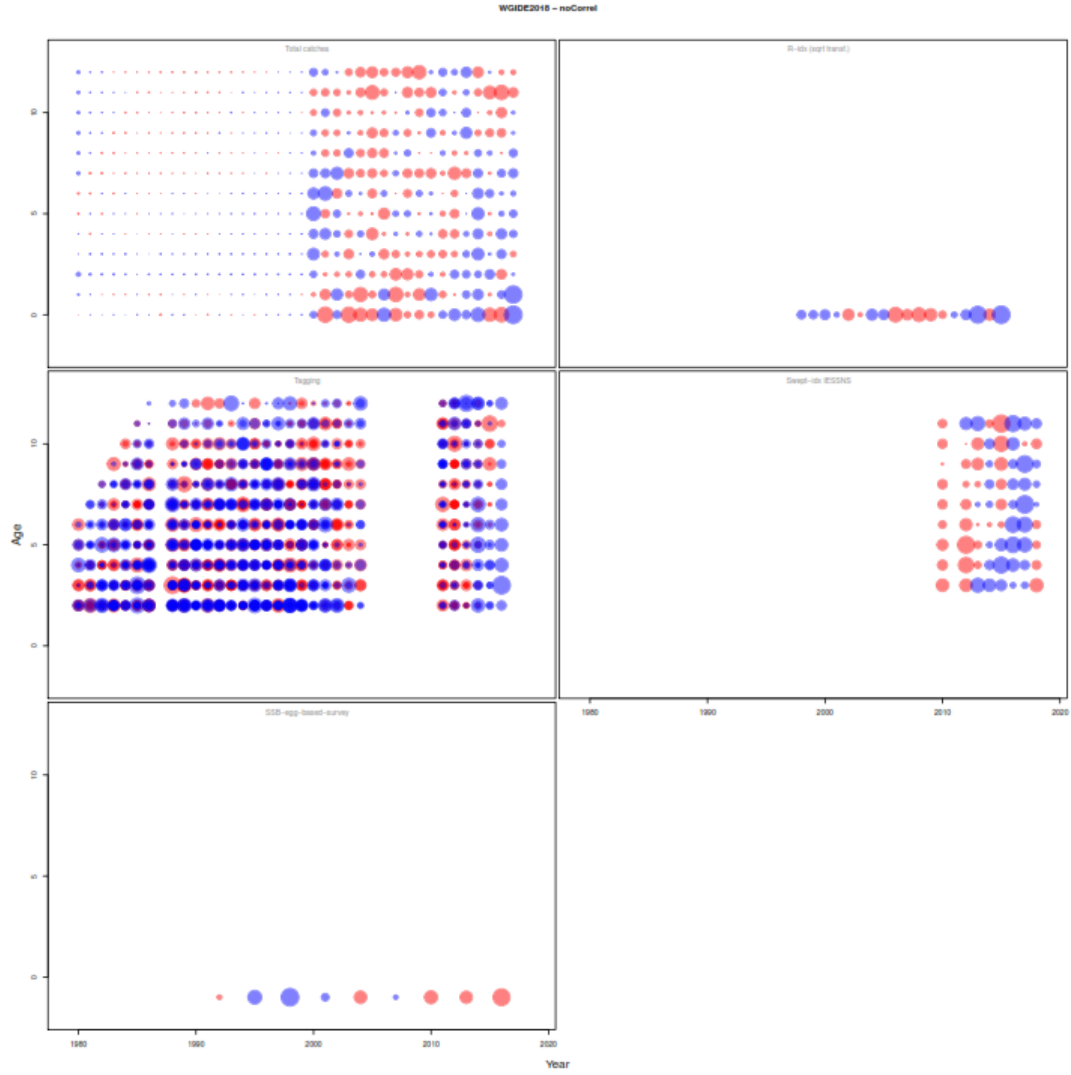 WGIDE2018 – noCorrel
Total catches
R-idx (sqrt transf.)
10
5
0
Tagging
Swept-idx IESSNS
10
5
0
Age
1980 1990 2000 2010 2020
SSB-egg-based-survey
10
5
0
1980 1990 2000 2010 2020
Year